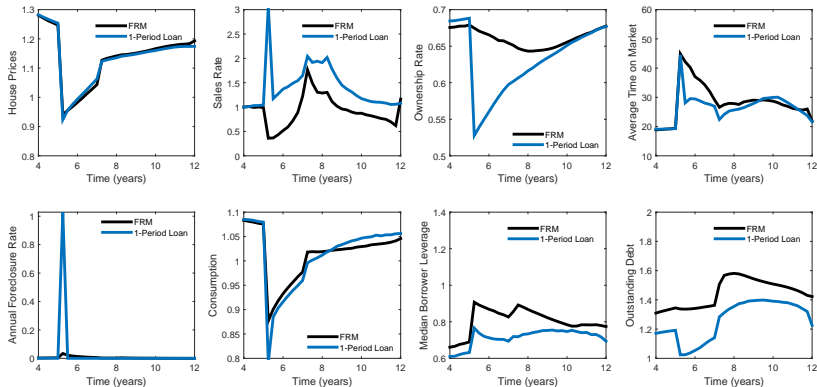 House Prices
1.3
1.2
1.1
1
0.9
0.8
4 6 8 10 12
Time (years)
FRM
1-Period Loan
Sales Rate
3
2.5
2
1.5
1
0.5
0
4 6 8 10 12
Time (years)
FRM
1-Period Loan
Ownership Rate
0.7
0.65
0.6
0.55
0.5
4 6 8 10 12
Time (years)
FRM
1-Period Loan
Average Time on Market
60
50
40
30
20
10
4 6 8 10 12
Time (years)
FRM
1-Period Loan
Annual Foreclosure Rate
1
0.8
0.6
0.4
0.2
0
4 6 8 10 12
Time (years)
FRM
1-Period Loan
Consumption
1.1
1.05
1
0.95
0.9
0.85
0.8
4 6 8 10 12
Time (years)
FRM
1-Period Loan
Median Borrower Leverage
1.4
1.2
1
0.8
0.6
4 6 8 10 12
Time (years)
FRM
1-Period Loan
Outstanding Debt
2
1.8
1.6
1.4
1.2
1
4 6 8 10 12
Time (years)
FRM
1-Period Loan